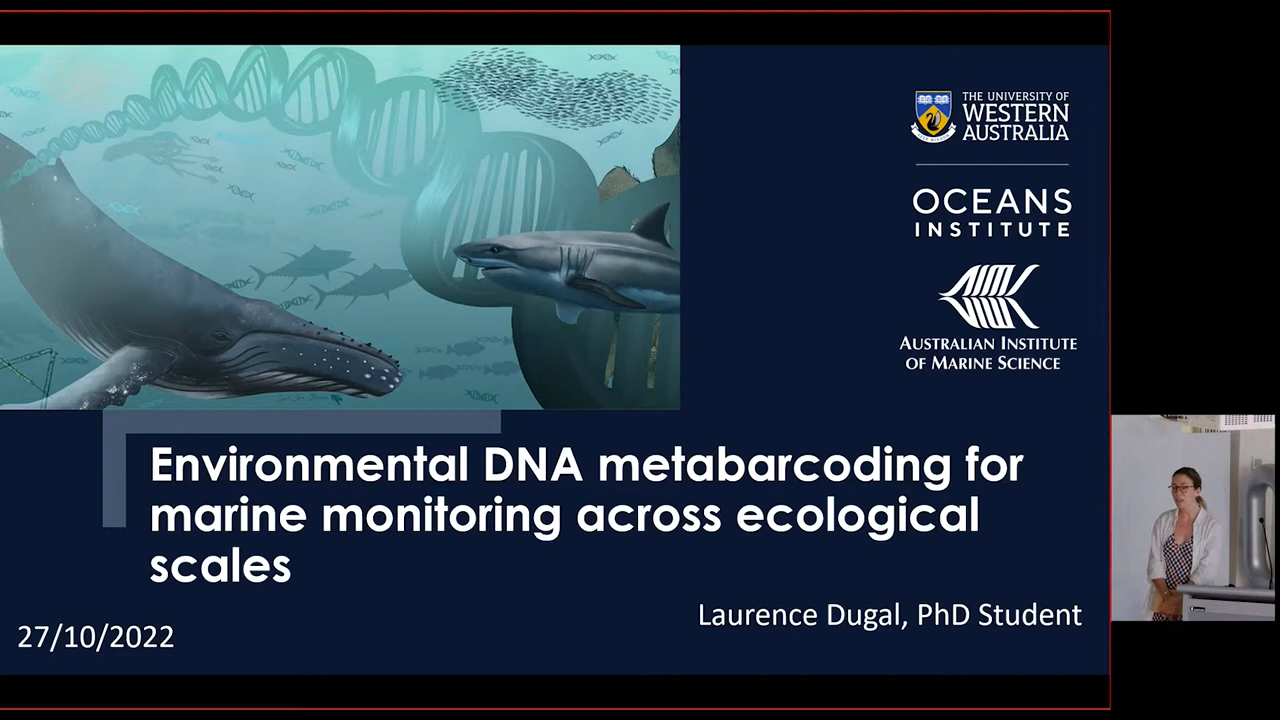 THE UNIVERSITY OF
WESTERN
AUSTRALIA
OCEANS
INSTITUTE
AIMS
AUSTRALIAN INSTITUTE
OF MARINE SCIENCE
Environmental DNA metabarcoding for
marine monitoring across ecological
scales
Laurence Dugal, PhD Student
27/10/2022